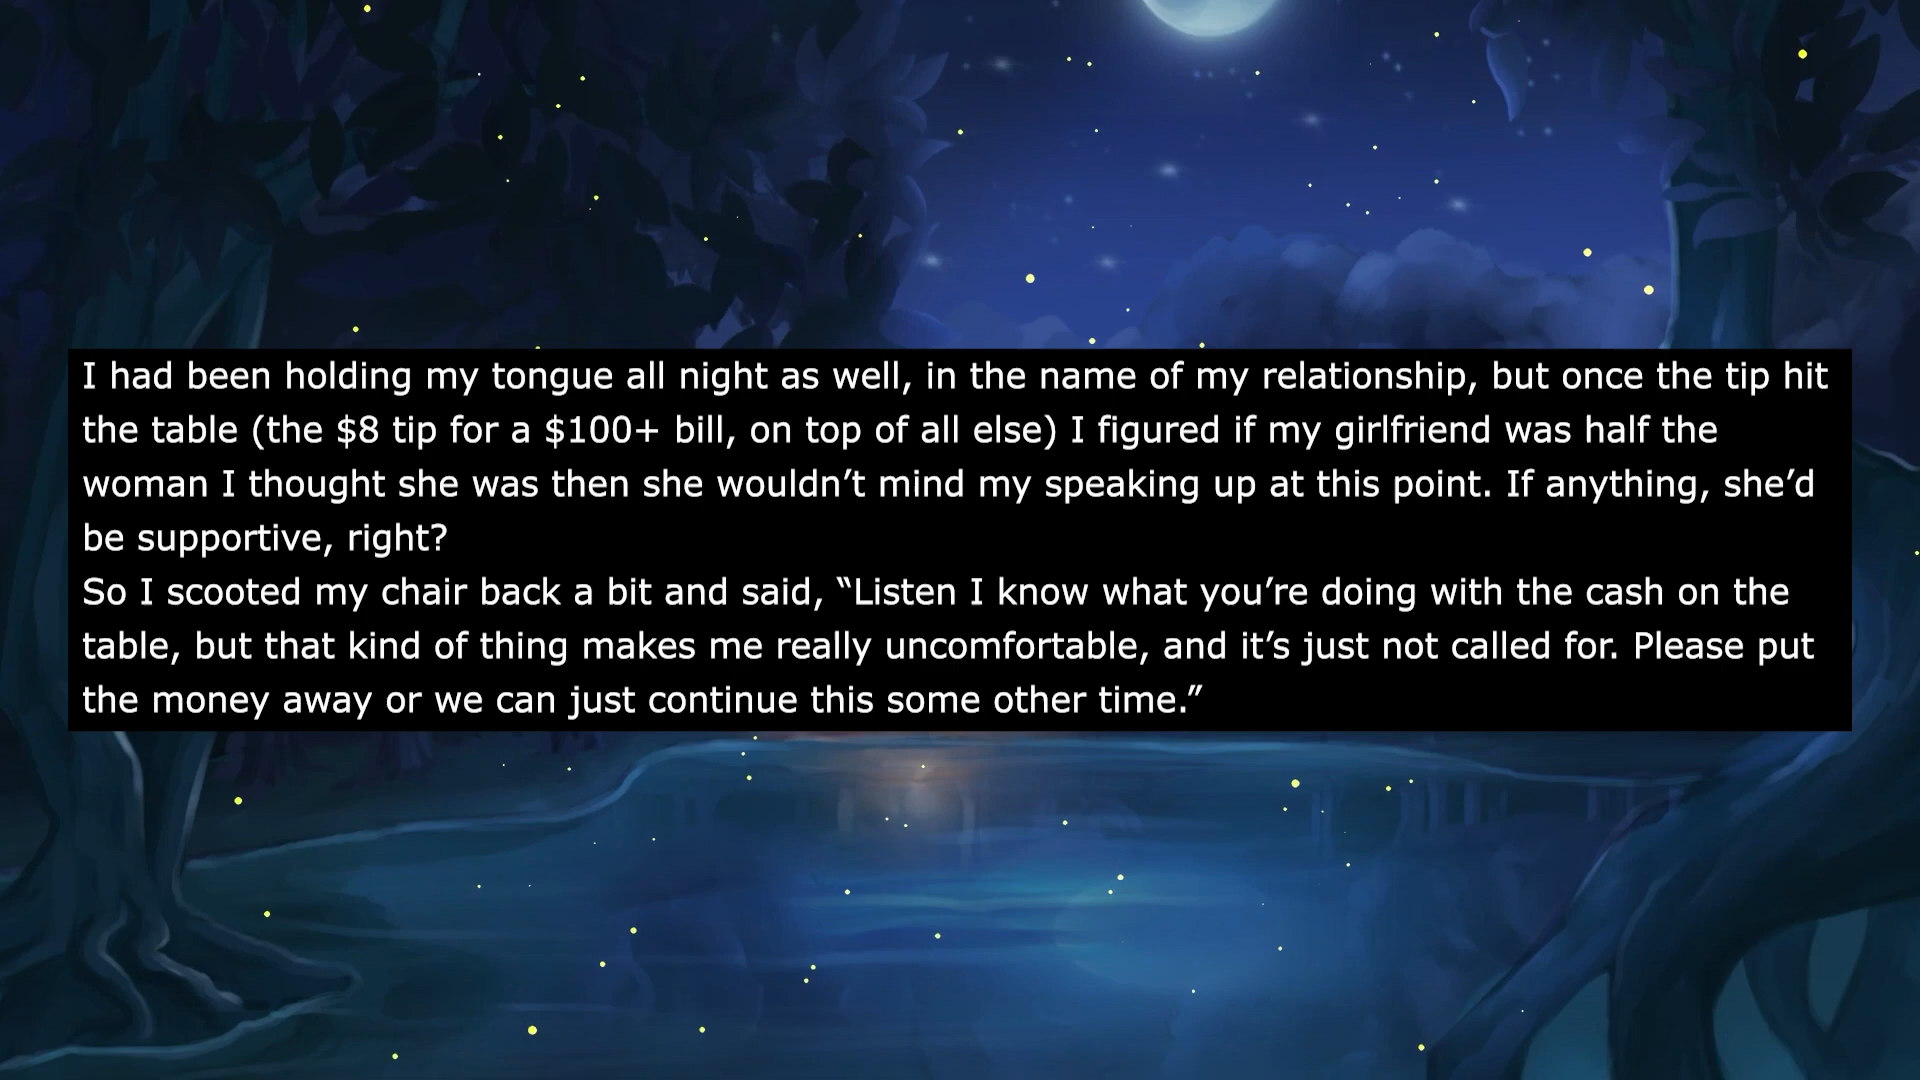 I had been holding my tongue all night as well, in the name of my relationship, but once the tip hit
the table (the $8 tip for a $100+ bill, on top of all else) I figured if my girlfriend was half the
woman I thought she was then she wouldn’t mind my speaking up at this point. If anything, she’d
be supportive, right?
So I scooted my chair back a bit and said, “Listen I know what you’re doing with the cash on the
table, but that kind of thing makes me really uncomfortable, and it’s just not called for. Please put
the money away or we can just continue this some other time.”